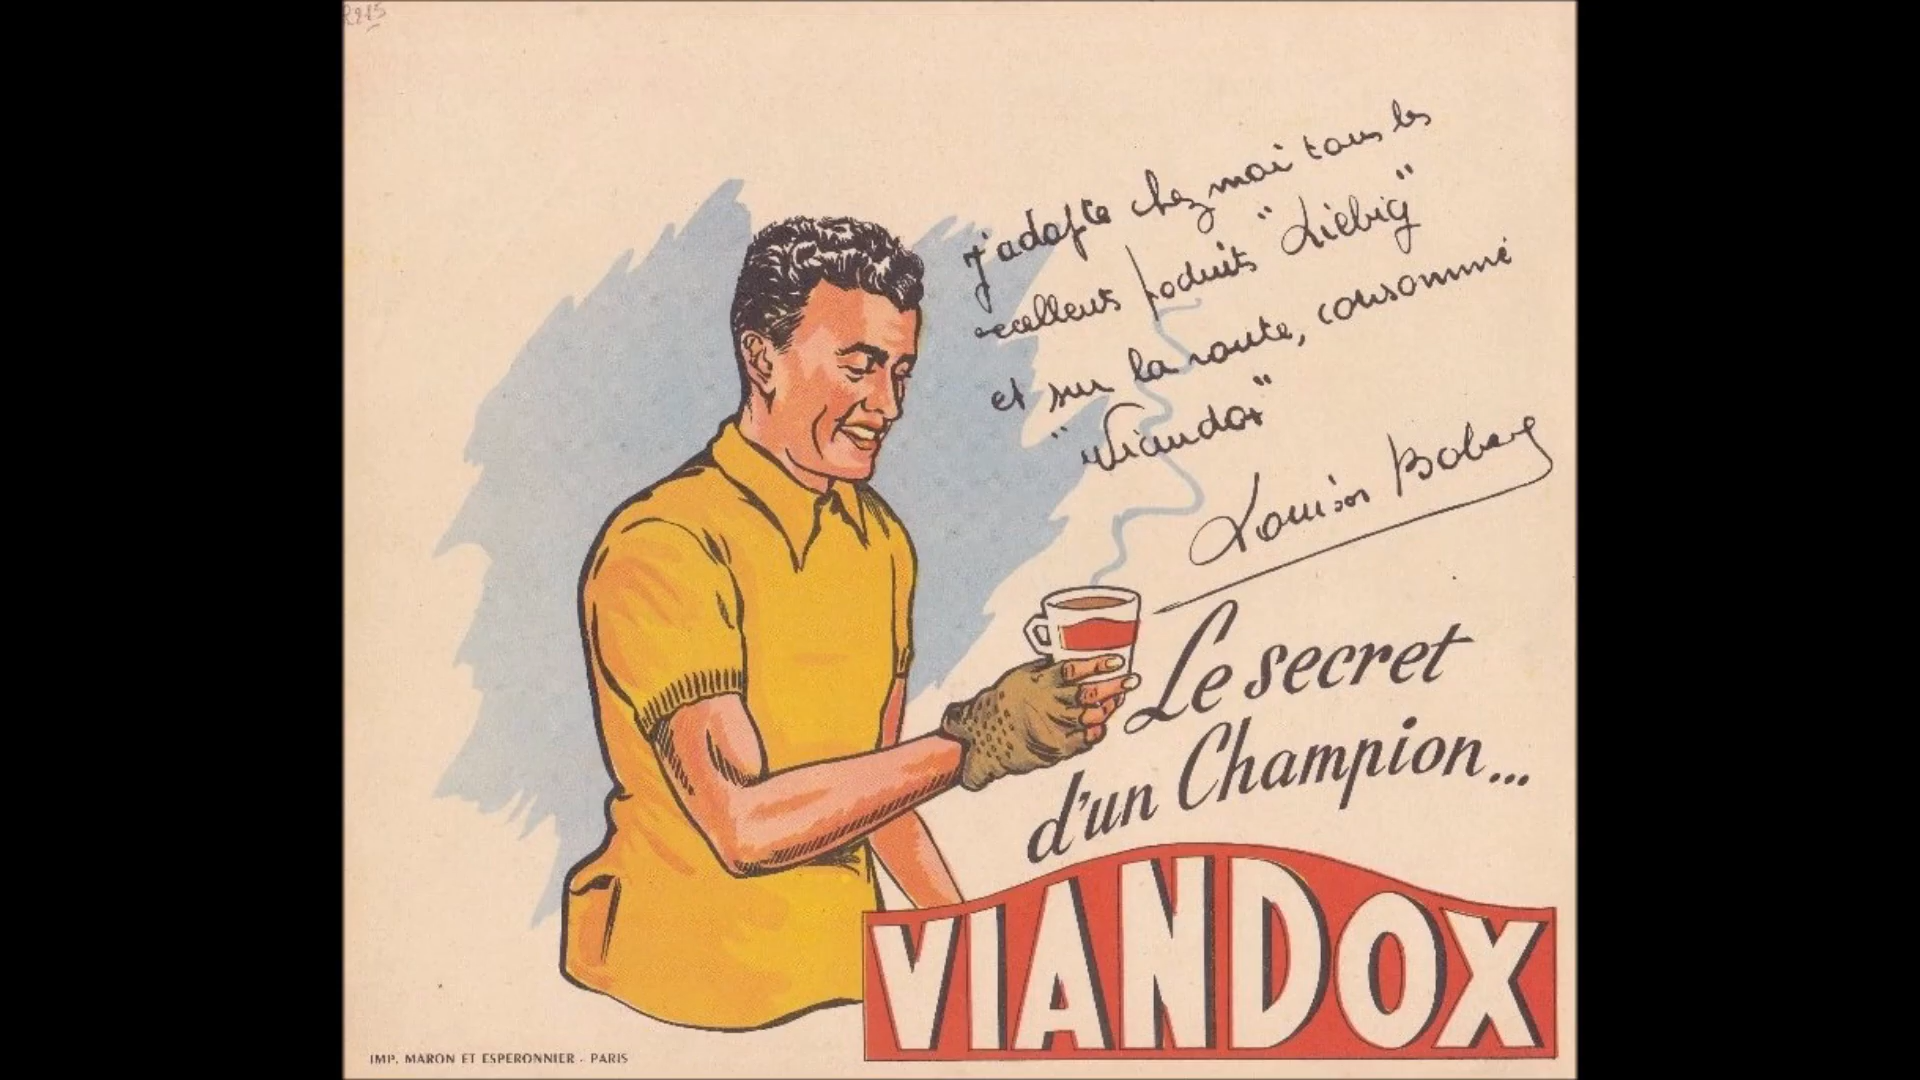 J'adopte chez moi tous les
excellents produits "Liebig"
et sur la route, consommé
"Viandox"
Louison Bobet
Le secret
d'un Champion...
VIANDOX
IMP. MARON ET ESPERONNIER - PARIS